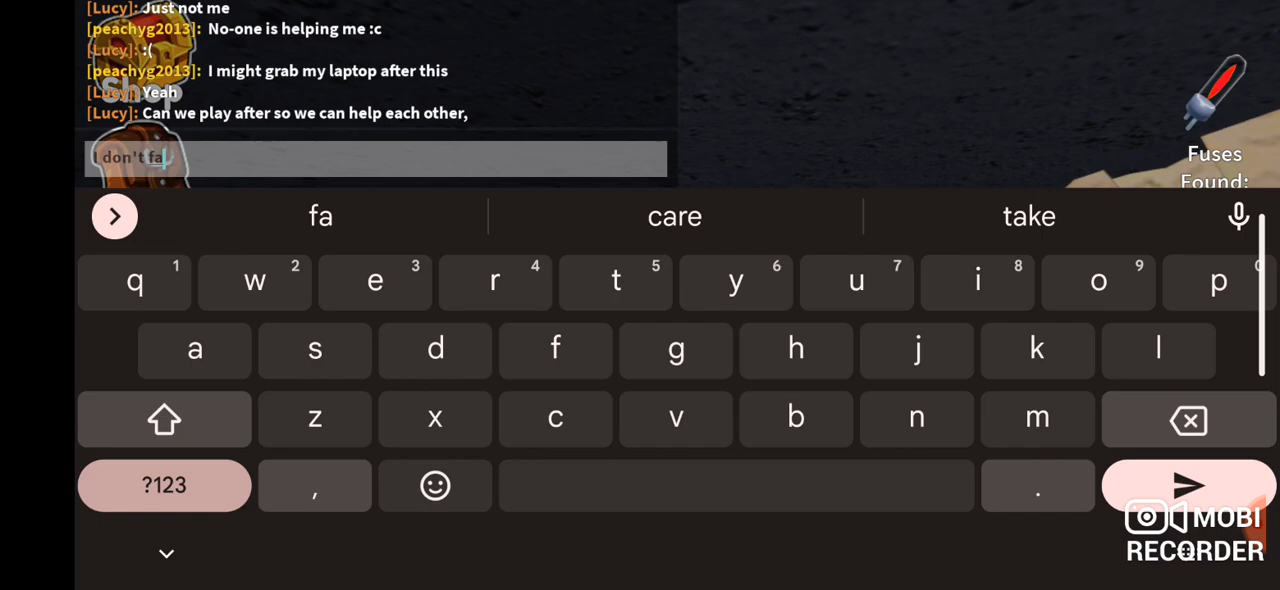 [Lucy]: Just not me
[peachyg2013]: No-one is helping me :c
[Lucy]: :(
[peachyg2013]: I might grab my laptop after this
Shop
[Lucy]: Yeah
[Lucy]: Can we play after so we can help each other,
I don't fa
Fuses
Found:
fa care take
q 1 w 2 e 3 r 4 t 5 y 6 u 7 i 8 o 9 p 0
a s d f g h j k l
z x c v b n m
?123 , .
MOBI
RECORDER